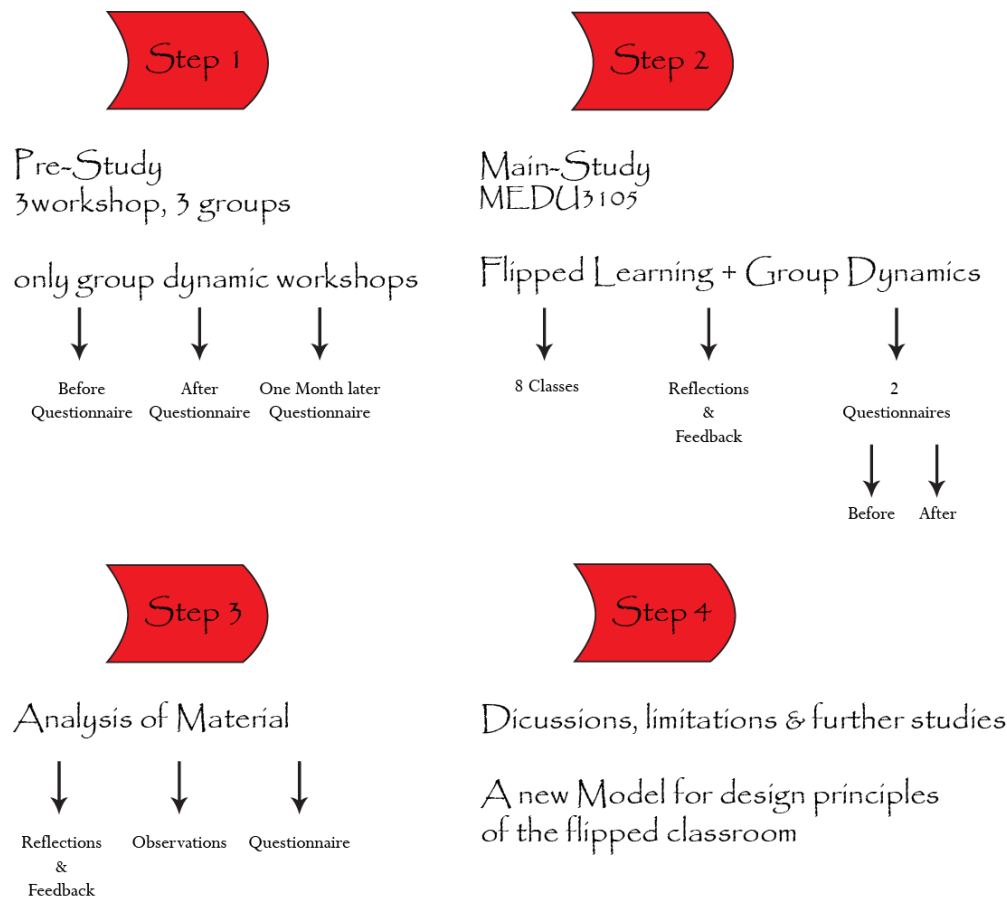 Step 1
Pre-Study
3workshop, 3 groups
only group dynamic workshops
Before
Questionnaire
After
Questionnaire
One Month later
Questionnaire
Step 2
Main-Study
MEDU3105
Flipped Learning + Group Dynamics
8 Classes
Reflections
&
Feedback
2
Questionnaires
Before
After
Step 3
Analysis of Material
Reflections
&
Feedback
Observations
Questionnaire
Step 4
Dicussions, limitations & further studies
A new Model for design principles
of the flipped classroom